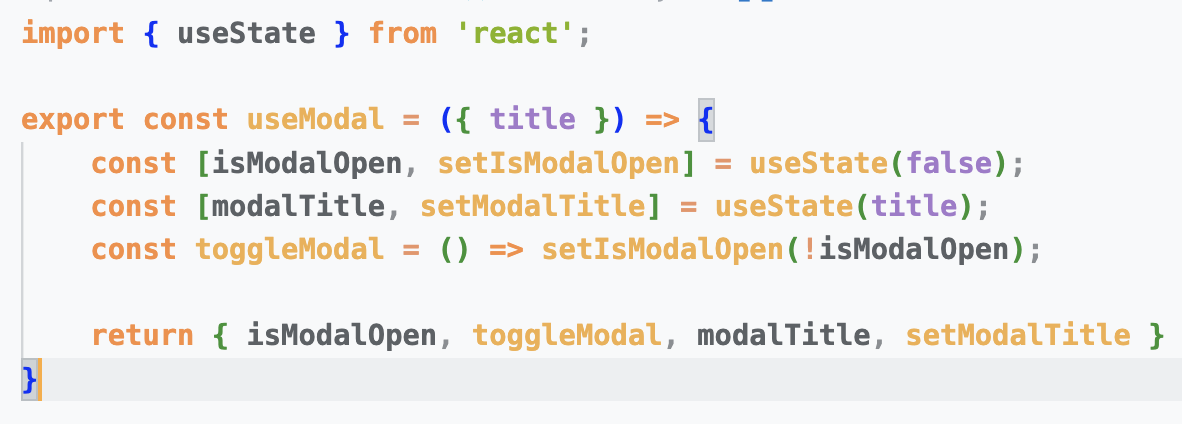 import { useState } from 'react';
export const useModal = ({ title }) => {
const [isModalOpen, setIsModalOpen] = useState(false);
const [modalTitle, setModalTitle] = useState(title);
const toggleModal = () => setIsModalOpen(!isModalOpen);
return { isModalOpen, toggleModal, modalTitle, setModalTitle }
}